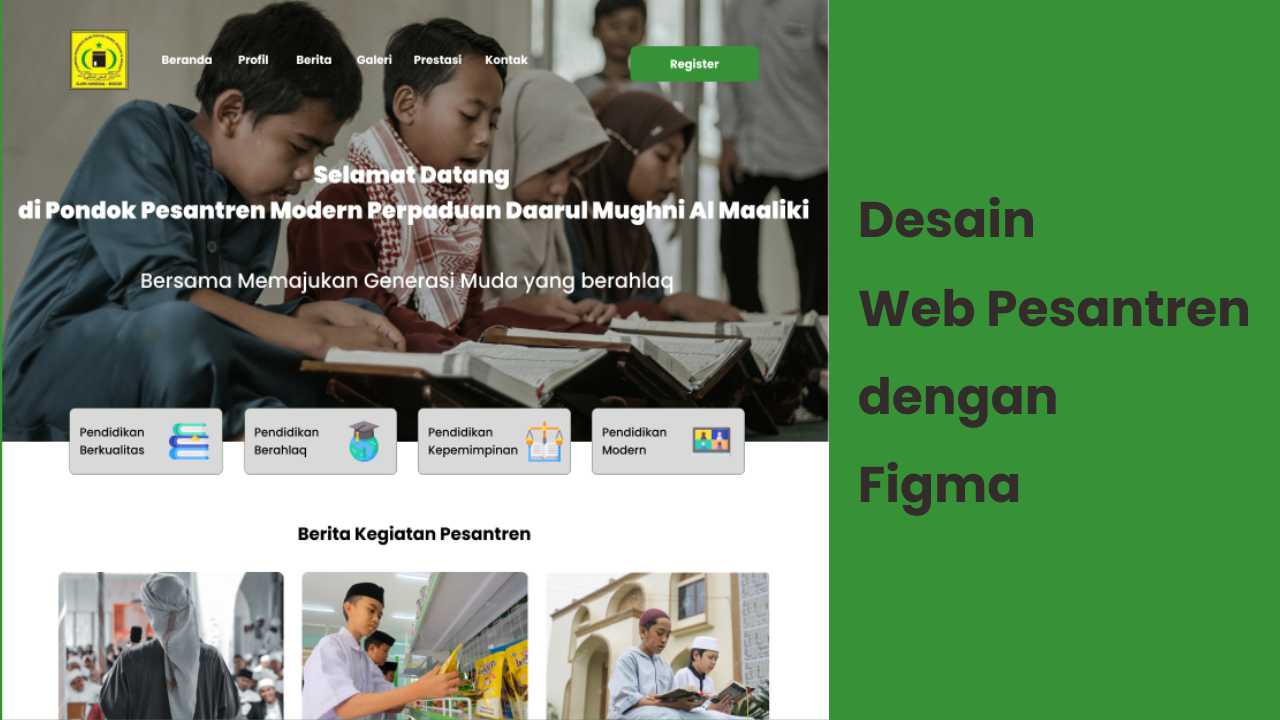 Beranda Profil Berita Galeri Prestasi Kontak Register
Selamat Datang
di Pondok Pesantren Modern Perpaduan Daarul Mughni Al Maaliki
Bersama Memajukan Generasi Muda yang berahlaq
Pendidikan
Berkualitas
Pendidikan
Berahlaq
Pendidikan
Kepemimpinan
Pendidikan
Modern
Berita Kegiatan Pesantren
Desain
Web Pesantren
dengan
Figma